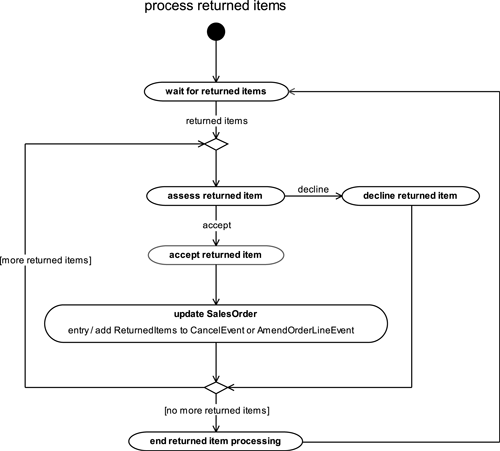 process returned items
wait for returned items
returned items
assess returned item
decline
decline returned item
accept
accept returned item
[more returned items]
update SalesOrder
entry / add ReturnedItems to CancelEvent or AmendOrderLineEvent
[no more returned items]
end returned item processing